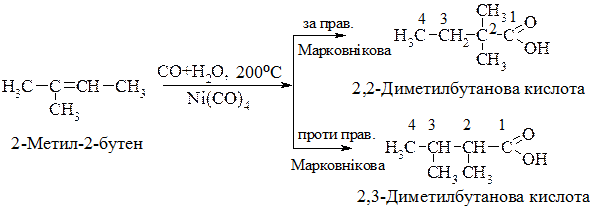 CH₃
за прав.
4 3 2 1
H₃C—CH₂—C—C
O
OH
Марковнікова
CH₃
CO+H₂O, 200⁰C
2,2-Диметилбутанова кислота
H₃C—C=CH—CH₃
CH₃
Ni(CO)₄
2-Метил-2-бутен
проти прав.
4 3 2 1
H₃C—CH—CH—C
O
OH
Марковнікова
CH₃ CH₃
2,3-Диметилбутанова кислота